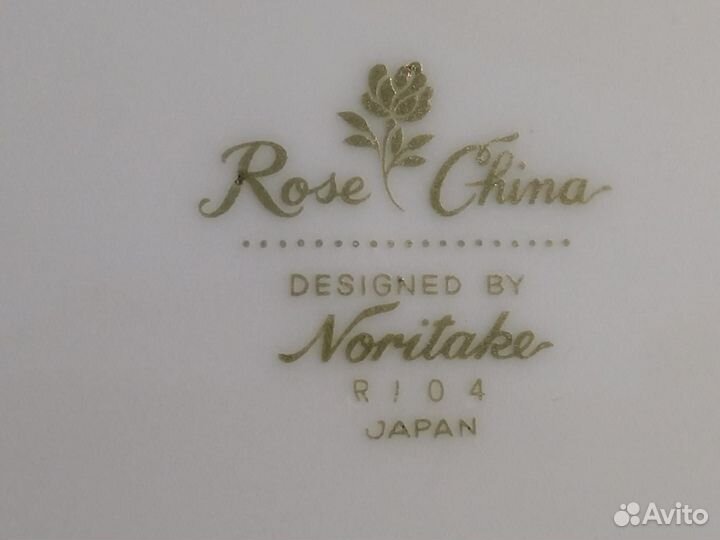 Rose China
DESIGNED BY
Noritake
R104
JAPAN
Avito